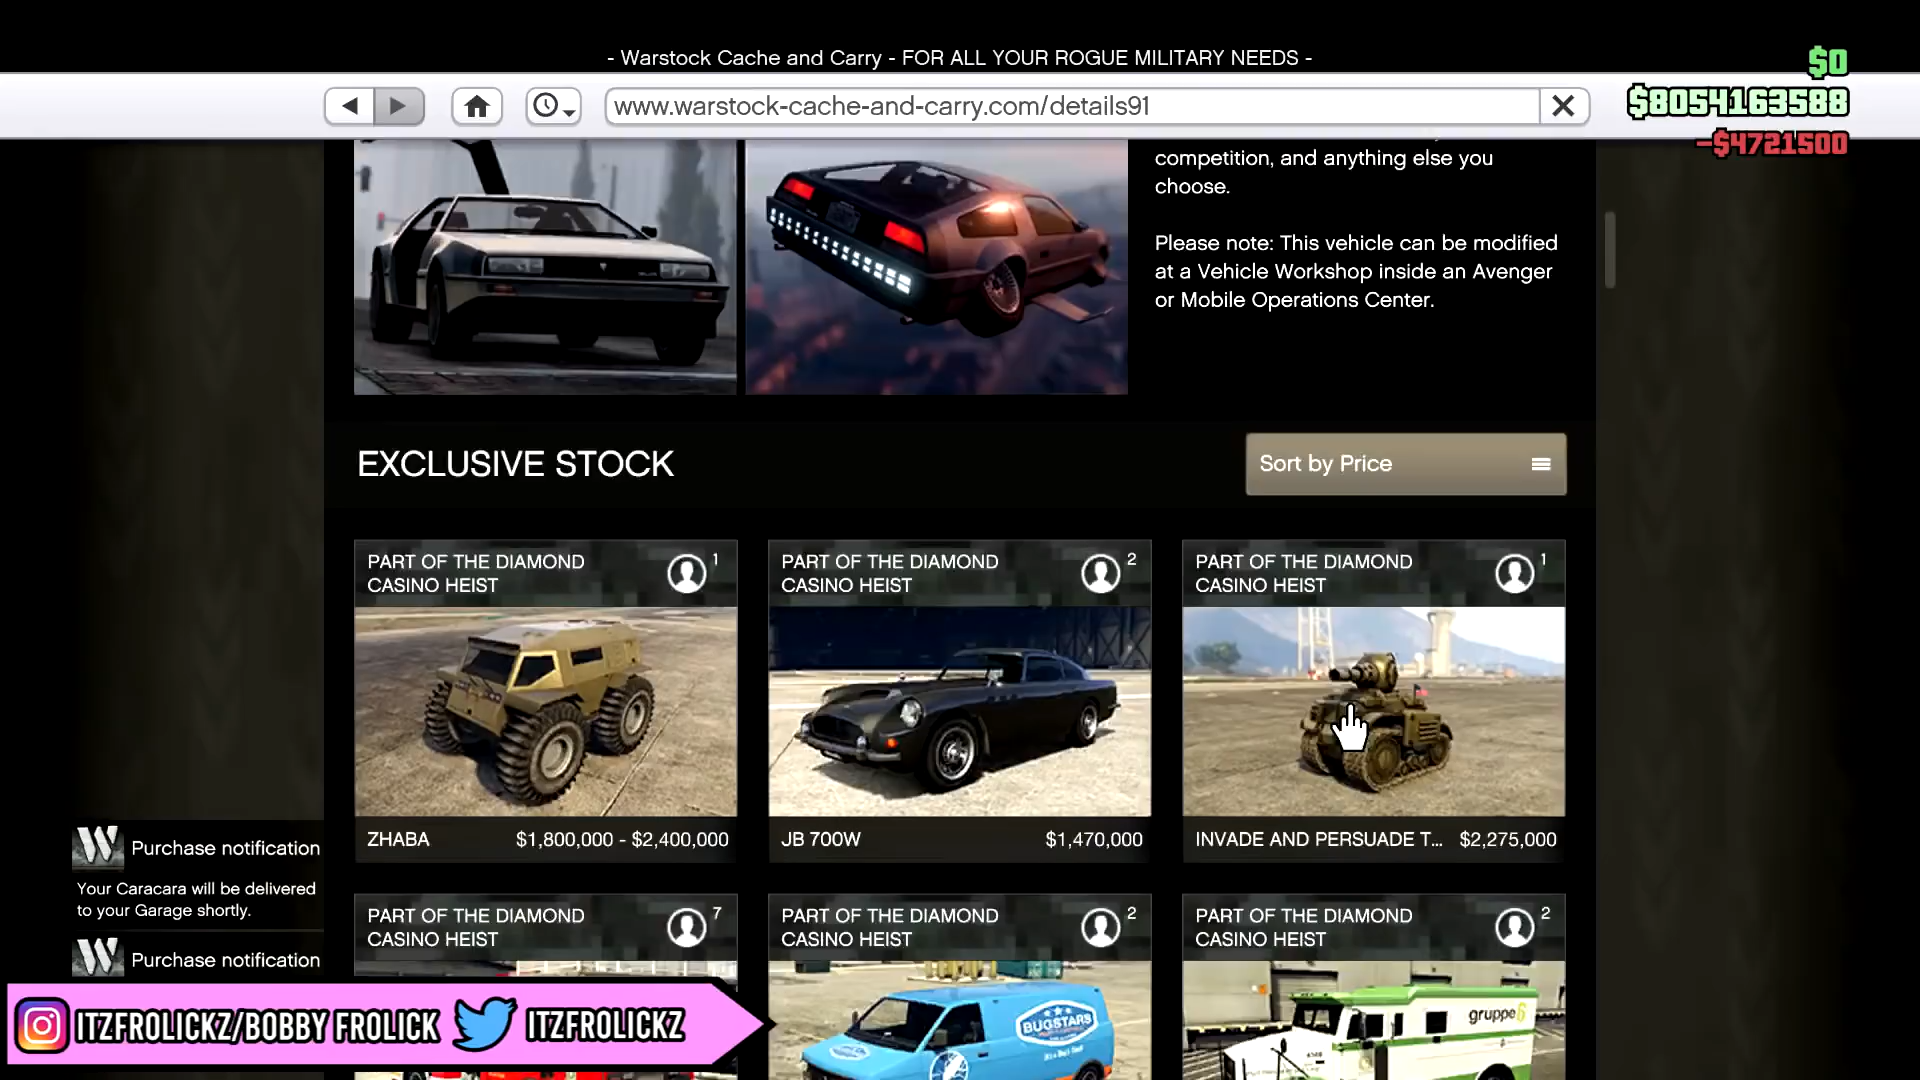 - Warstock Cache and Carry - FOR ALL YOUR ROGUE MILITARY NEEDS -
$0
$8054163588
-$4721500
www.warstock-cache-and-carry.com/details91
competition, and anything else you
choose.
Please note: This vehicle can be modified
at a Vehicle Workshop inside an Avenger
or Mobile Operations Center.
EXCLUSIVE STOCK
Sort by Price
PART OF THE DIAMOND
CASINO HEIST
1
ZHABA $1,800,000 - $2,400,000
PART OF THE DIAMOND
CASINO HEIST
2
JB 700W $1,470,000
PART OF THE DIAMOND
CASINO HEIST
1
INVADE AND PERSUADE T... $2,275,000
PART OF THE DIAMOND
CASINO HEIST
7
PART OF THE DIAMOND
CASINO HEIST
2
BUGSTARS
PART OF THE DIAMOND
CASINO HEIST
2
gruppe6
W Purchase notification
Your Caracara will be delivered
to your Garage shortly.
W Purchase notification
ITZFROLICKZ/BOBBY FROLICK ITZFROLICKZ